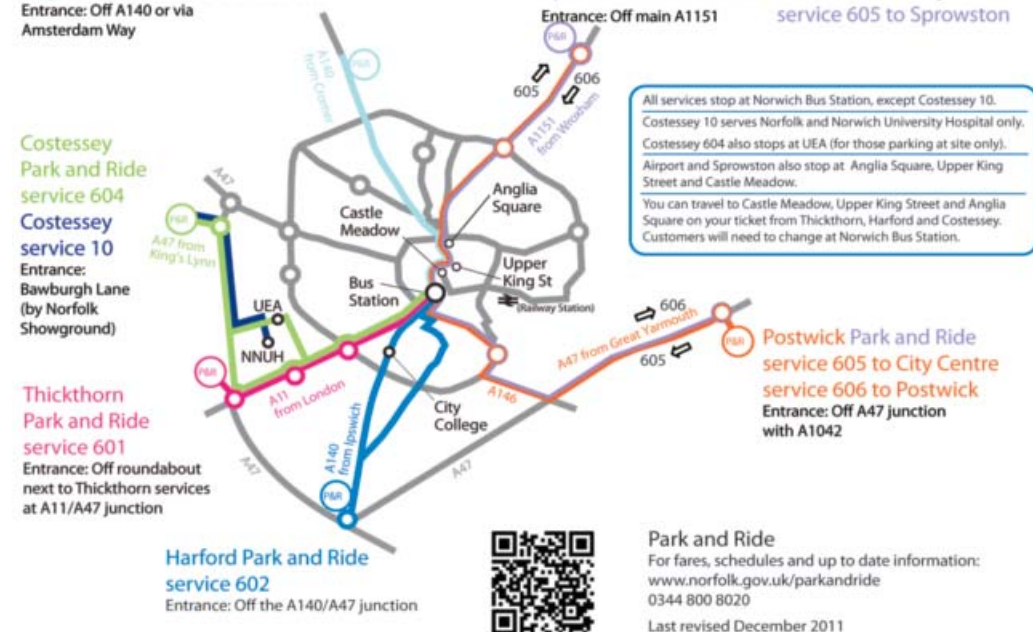 Entrance: Off A140 or via
Amsterdam Way
Entrance: Off main A1151
service 605 to Sprowston
P&R
A140
from Cromer
P&R
605
606
A1151
from Wroxham
All services stop at Norwich Bus Station, except Costessey 10.
Costessey 10 serves Norfolk and Norwich University Hospital only.
Costessey 604 also stops at UEA (for those parking at site only).
Airport and Sprowston also stop at Anglia Square, Upper King
Street and Castle Meadow.
You can travel to Castle Meadow, Upper King Street and Anglia
Square on your ticket from Thickthorn, Harford and Costessey.
Customers will need to change at Norwich Bus Station.
Costessey
Park and Ride
service 604
Costessey
service 10
Entrance:
Bawburgh Lane
(by Norfolk
Showground)
A47
P&R
A47 from
King's Lynn
Anglia
Square
Castle
Meadow
Upper
King St
Bus
Station
(Railway Station)
UEA
NNUH
606
A47 from Great Yarmouth
605
P&R
Postwick Park and Ride
service 605 to City Centre
service 606 to Postwick
Entrance: Off A47 junction
with A1042
P&R
A11
from London
A146
Thickthorn
Park and Ride
service 601
Entrance: Off roundabout
next to Thickthorn services
at A11/A47 junction
City
College
A47
A140
from Ipswich
A47
P&R
Harford Park and Ride
service 602
Entrance: Off the A140/A47 junction
Park and Ride
For fares, schedules and up to date information:
www.norfolk.gov.uk/parkandride
0344 800 8020
Last revised December 2011